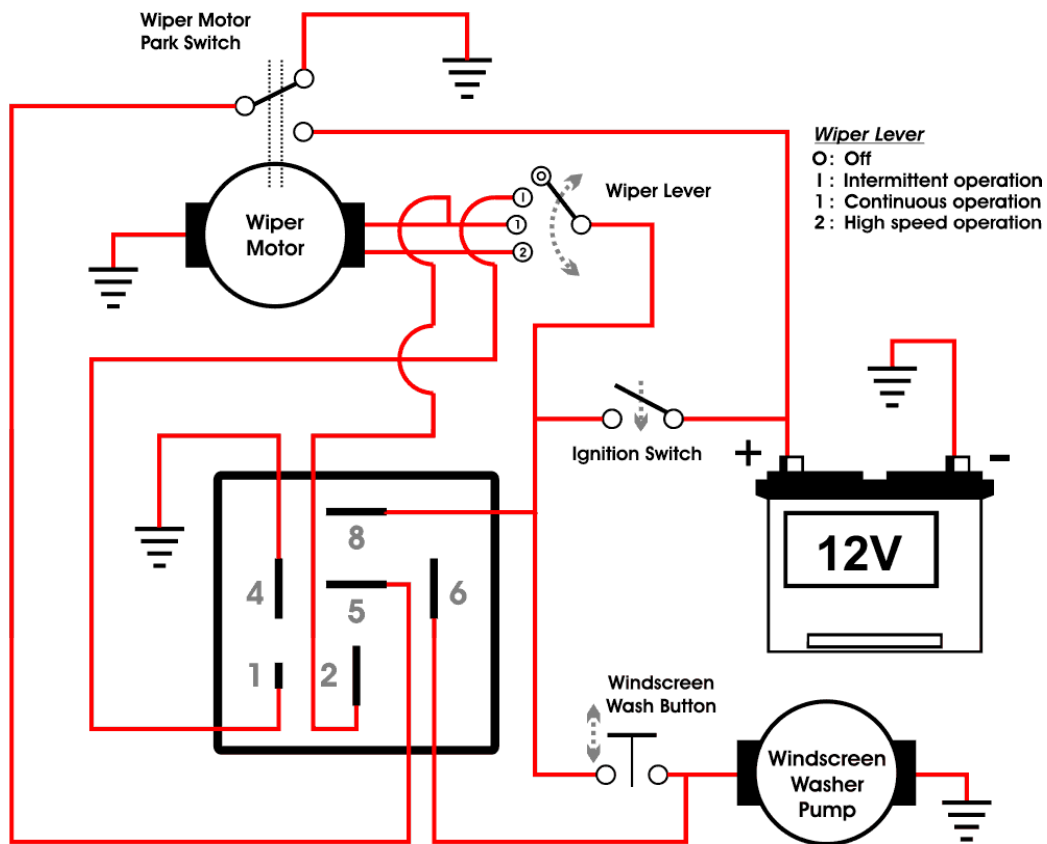 Wiper Motor
Park Switch
Wiper Lever
O: Off
I: Intermittent operation
1: Continuous operation
2: High speed operation
Wiper Lever
O
I
1
2
Wiper
Motor
Ignition Switch
+
-
12V
8
4
5
6
1
2
Windscreen
Wash Button
Windscreen
Washer
Pump